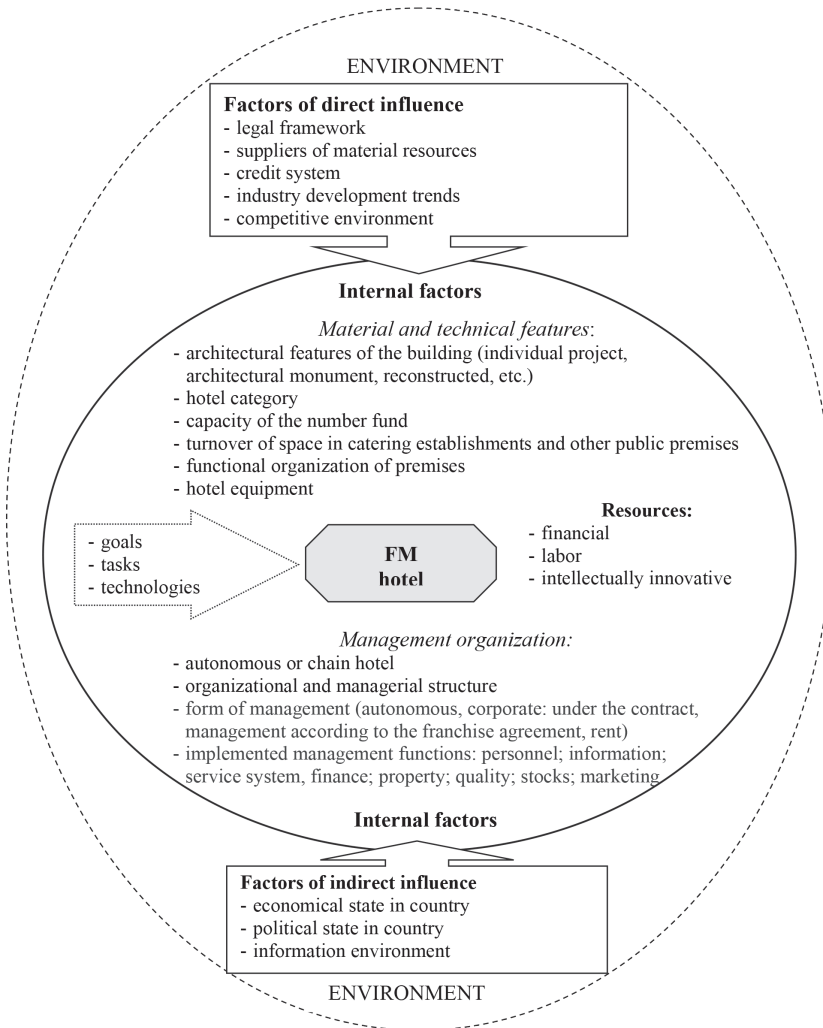 ENVIRONMENT
Factors of direct influence
- legal framework
- suppliers of material resources
- credit system
- industry development trends
- competitive environment
Internal factors
Material and technical features:
- architectural features of the building (individual project,
architectural monument, reconstructed, etc.)
- hotel category
- capacity of the number fund
- turnover of space in catering establishments and other public premises
- functional organization of premises
- hotel equipment
- goals
- tasks
- technologies
FM
hotel
Resources:
- financial
- labor
- intellectually innovative
Management organization:
- autonomous or chain hotel
- organizational and managerial structure
- form of management (autonomous, corporate: under the contract,
management according to the franchise agreement, rent)
- implemented management functions: personnel; information;
service system, finance; property; quality; stocks; marketing
Internal factors
Factors of indirect influence
- economical state in country
- political state in country
- information environment
ENVIRONMENT